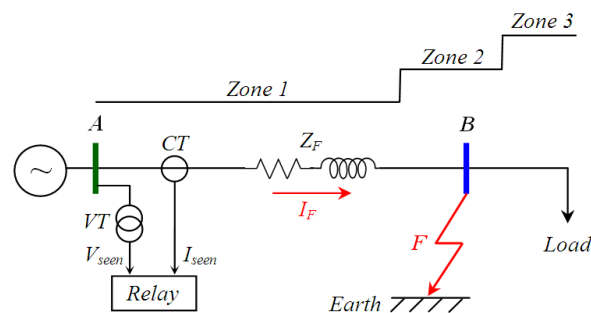 Zone 3
Zone 2
Zone 1
A
CT
Z_F
B
I_F
VT
F
V_seen
I_seen
Load
Relay
Earth